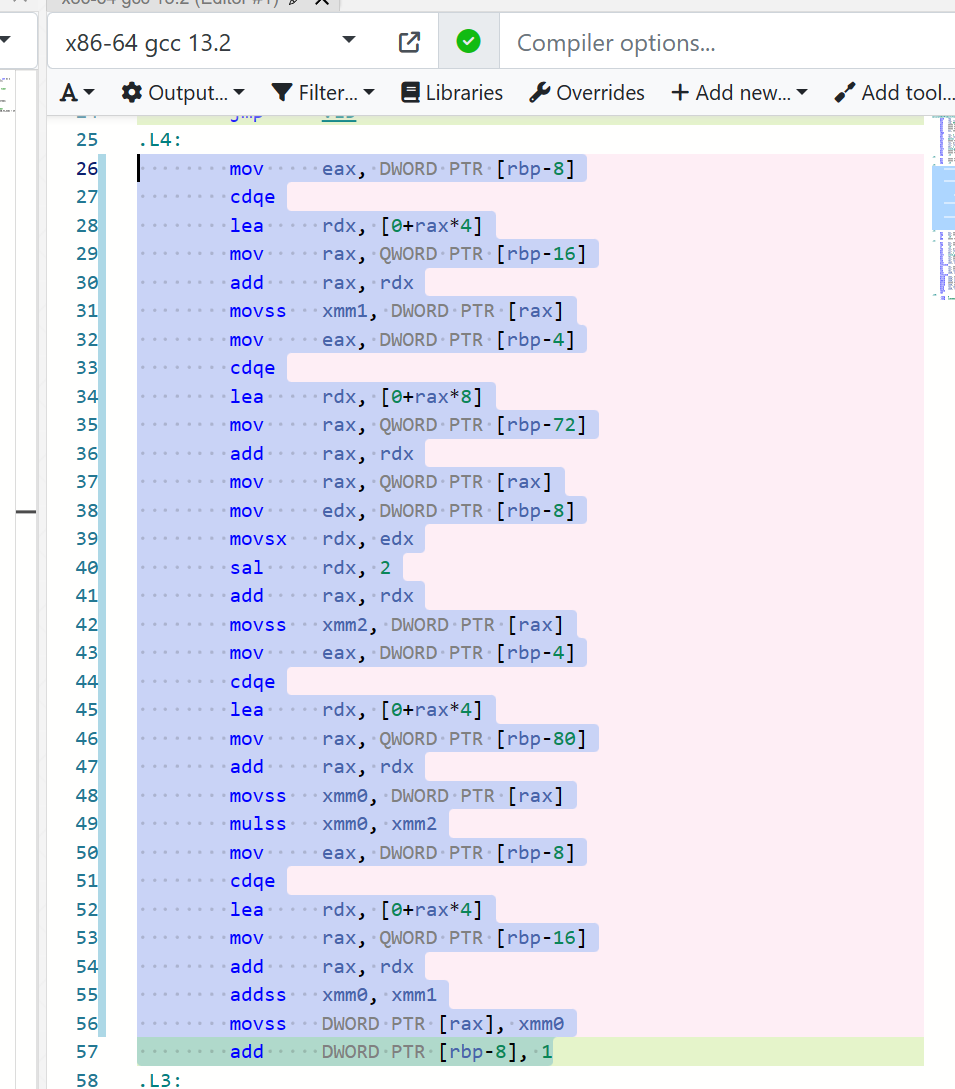 x86-64 gcc 13.2 (Editor #1)
x86-64 gcc 13.2
Compiler options...
A Output... Filter... Libraries Overrides + Add new... Add tool...
25 .L4:
26 mov eax, DWORD PTR [rbp-8]
27 cdqe
28 lea rdx, [0+rax*4]
29 mov rax, QWORD PTR [rbp-16]
30 add rax, rdx
31 movss xmm1, DWORD PTR [rax]
32 mov eax, DWORD PTR [rbp-4]
33 cdqe
34 lea rdx, [0+rax*8]
35 mov rax, QWORD PTR [rbp-72]
36 add rax, rdx
37 mov rax, QWORD PTR [rax]
38 mov edx, DWORD PTR [rbp-8]
39 movsx rdx, edx
40 sal rdx, 2
41 add rax, rdx
42 movss xmm2, DWORD PTR [rax]
43 mov eax, DWORD PTR [rbp-4]
44 cdqe
45 lea rdx, [0+rax*4]
46 mov rax, QWORD PTR [rbp-80]
47 add rax, rdx
48 movss xmm0, DWORD PTR [rax]
49 mulss xmm0, xmm2
50 mov eax, DWORD PTR [rbp-8]
51 cdqe
52 lea rdx, [0+rax*4]
53 mov rax, QWORD PTR [rbp-16]
54 add rax, rdx
55 addss xmm0, xmm1
56 movss DWORD PTR [rax], xmm0
57 add DWORD PTR [rbp-8], 1
58 .L3: